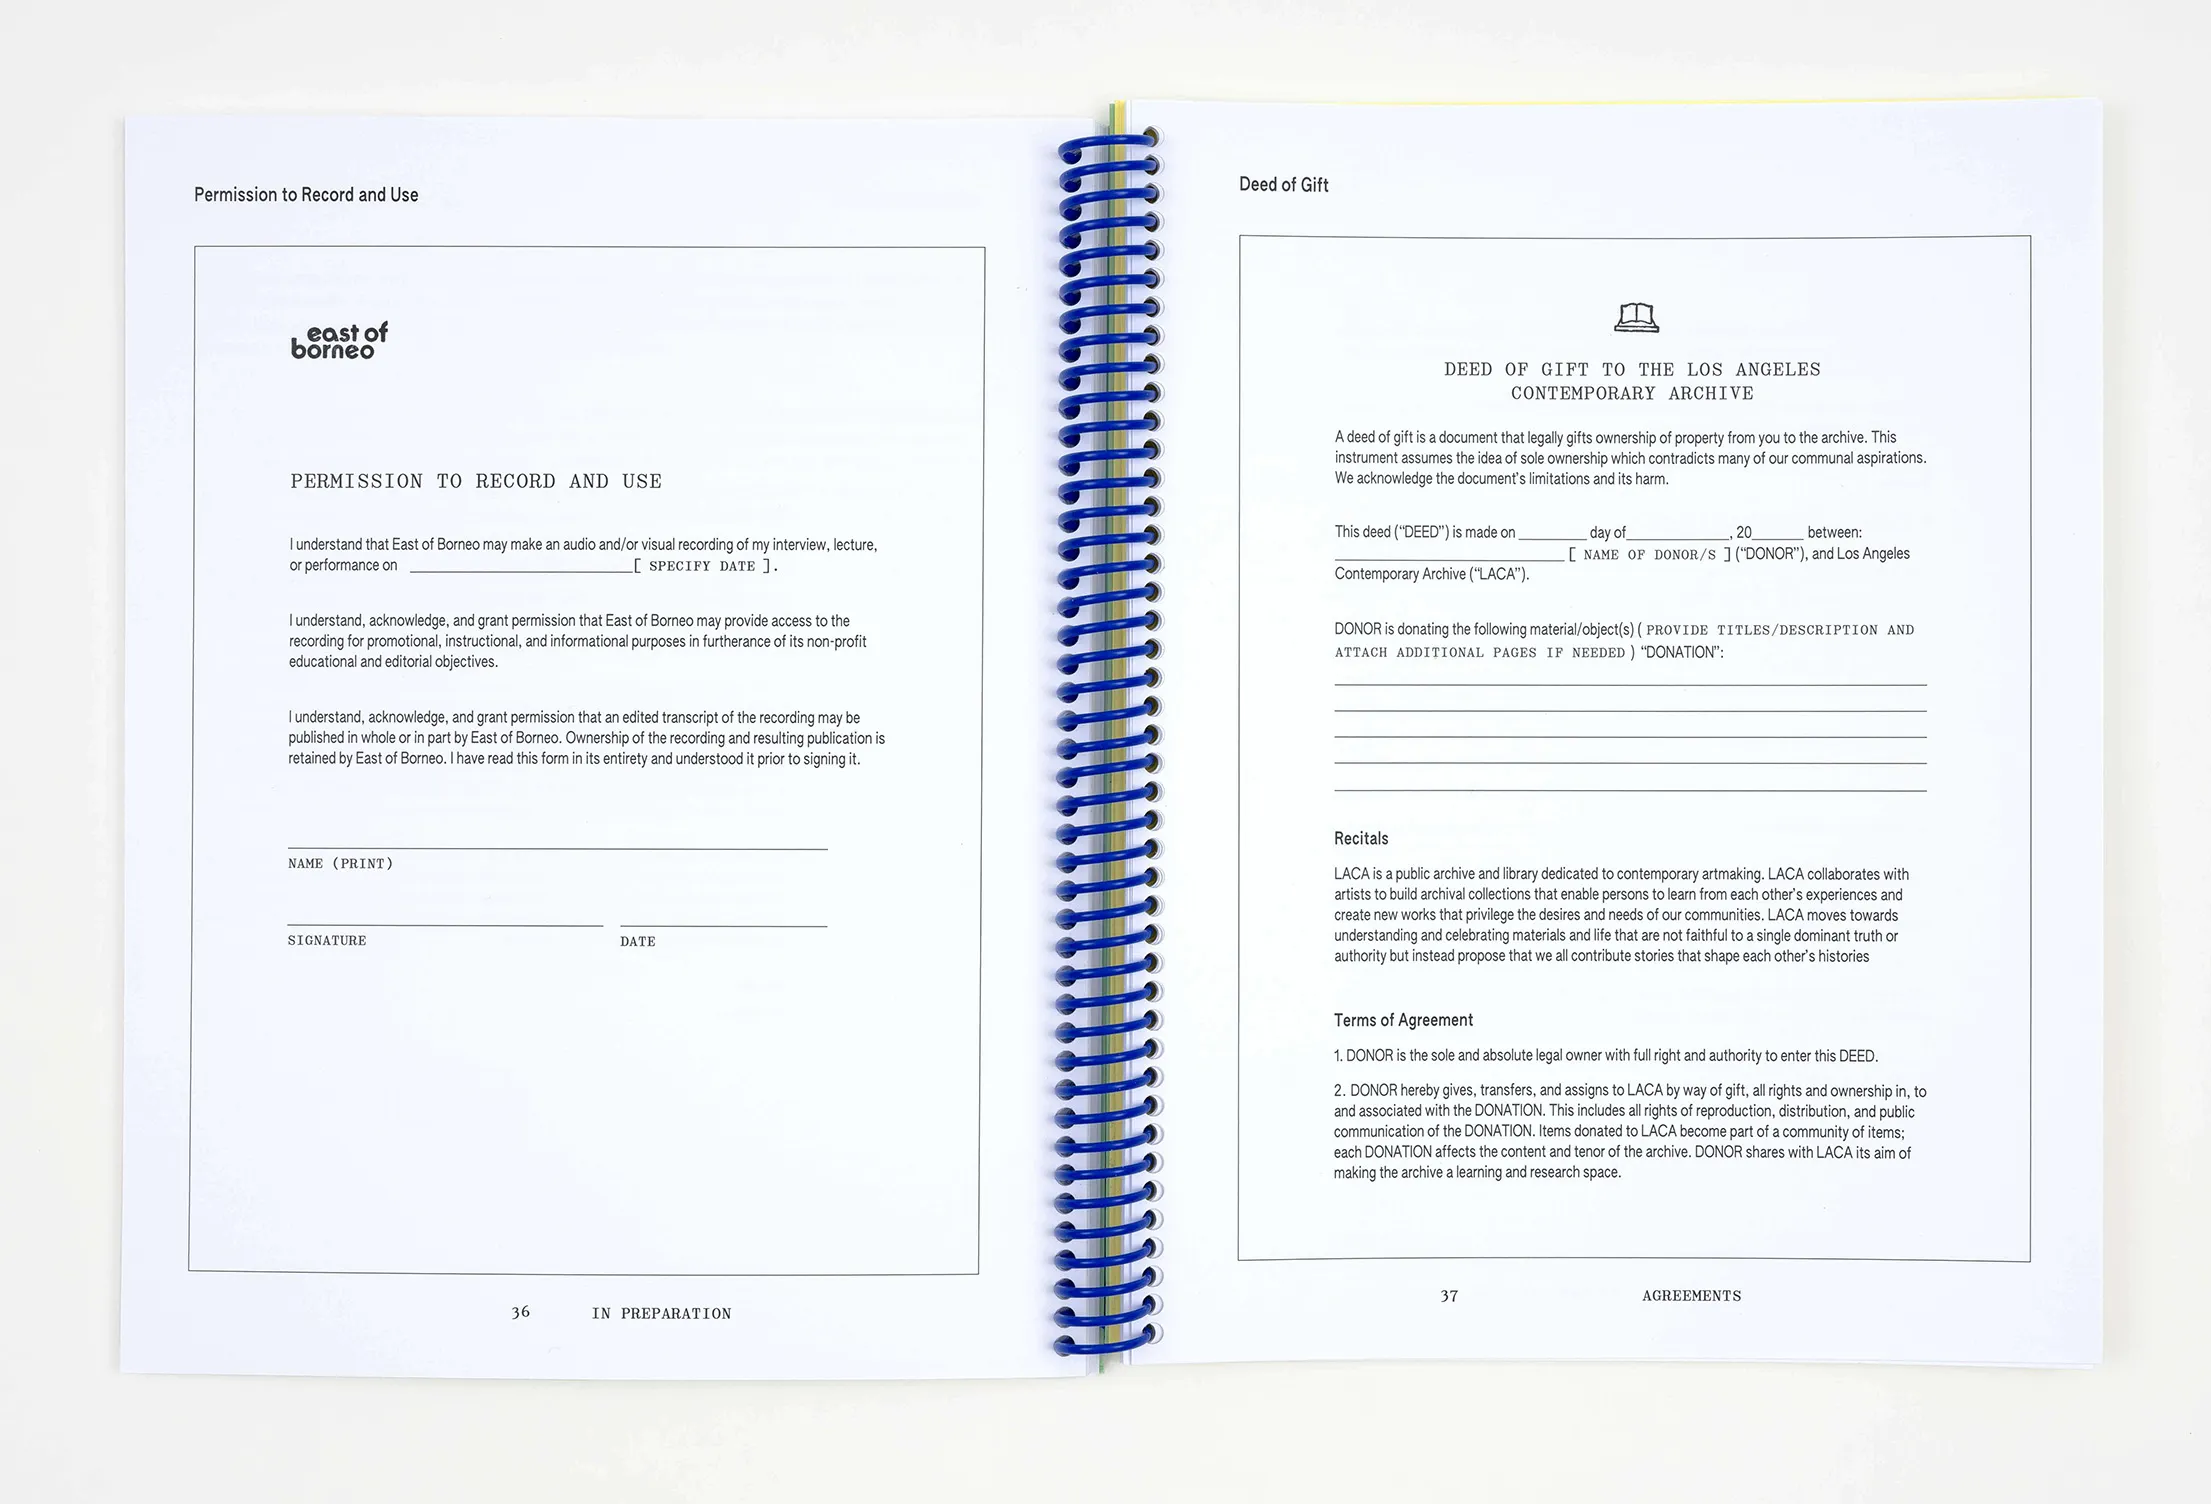 Permission to Record and Use
east of
borneo
PERMISSION TO RECORD AND USE
I understand that East of Borneo may make an audio and/or visual recording of my interview, lecture,
or performance on ______________________[ SPECIFY DATE ].
I understand, acknowledge, and grant permission that East of Borneo may provide access to the
recording for promotional, instructional, and informational purposes in furtherance of its non-profit
educational and editorial objectives.
I understand, acknowledge, and grant permission that an edited transcript of the recording may be
published in whole or in part by East of Borneo. Ownership of the recording and resulting publication is
retained by East of Borneo. I have read this form in its entirety and understood it prior to signing it.
NAME (PRINT)
SIGNATURE DATE
36 IN PREPARATION
Deed of Gift
DEED OF GIFT TO THE LOS ANGELES
CONTEMPORARY ARCHIVE
A deed of gift is a document that legally gifts ownership of property from you to the archive. This
instrument assumes the idea of sole ownership which contradicts many of our communal aspirations.
We acknowledge the document's limitations and its harm.
This deed (“DEED”) is made on ________ day of____________, 20______ between:
___________________________ [ NAME OF DONOR/S ] (“DONOR”), and Los Angeles
Contemporary Archive (“LACA”).
DONOR is donating the following material/object(s) ( PROVIDE TITLES/DESCRIPTION AND
ATTACH ADDITIONAL PAGES IF NEEDED ) “DONATION”:
Recitals
LACA is a public archive and library dedicated to contemporary artmaking. LACA collaborates with
artists to build archival collections that enable persons to learn from each other's experiences and
create new works that privilege the desires and needs of our communities. LACA moves towards
understanding and celebrating materials and life that are not faithful to a single dominant truth or
authority but instead propose that we all contribute stories that shape each other's histories
Terms of Agreement
1. DONOR is the sole and absolute legal owner with full right and authority to enter this DEED.
2. DONOR hereby gives, transfers, and assigns to LACA by way of gift, all rights and ownership in, to
and associated with the DONATION. This includes all rights of reproduction, distribution, and public
communication of the DONATION. Items donated to LACA become part of a community of items;
each DONATION affects the content and tenor of the archive. DONOR shares with LACA its aim of
making the archive a learning and research space.
37 AGREEMENTS